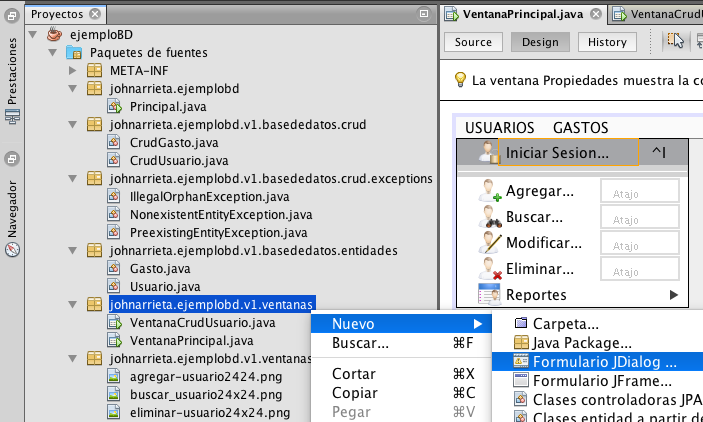 Prestaciones
Navegador
Proyectos
ejemploBD
Paquetes de fuentes
META-INF
johnarrieta.ejemplobd
Principal.java
johnarrieta.ejemplobd.v1.basededatos.crud
CrudGasto.java
CrudUsuario.java
johnarrieta.ejemplobd.v1.basededatos.crud.exceptions
IllegalOrphanException.java
NonexistentEntityException.java
PreexistingEntityException.java
johnarrieta.ejemplobd.v1.basededatos.entidades
Gasto.java
Usuario.java
johnarrieta.ejemplobd.v1.ventanas
VentanaCrudUsuario.java
VentanaPrincipal.java
johnarrieta.ejemplobd.v1.ventanas
agregar-usuario2424.png
buscar_usuario24x24.png
eliminar-usuario24x24.png
VentanaPrincipal.java
VentanaCrudU
Source
Design
History
La ventana Propiedades muestra la co
USUARIOS GASTOS
Iniciar Sesion... ^I
Agregar... Atajo
Buscar... Atajo
Modificar... Atajo
Eliminar... Atajo
Reportes
Nuevo
Buscar... ⌘F
Cortar ⌘X
Copiar ⌘C
Pegar ⌘V
Carpeta...
Java Package...
Formulario JDialog ...
Formulario JFrame...
Clases controladoras JPA
Clases entidad a partir de